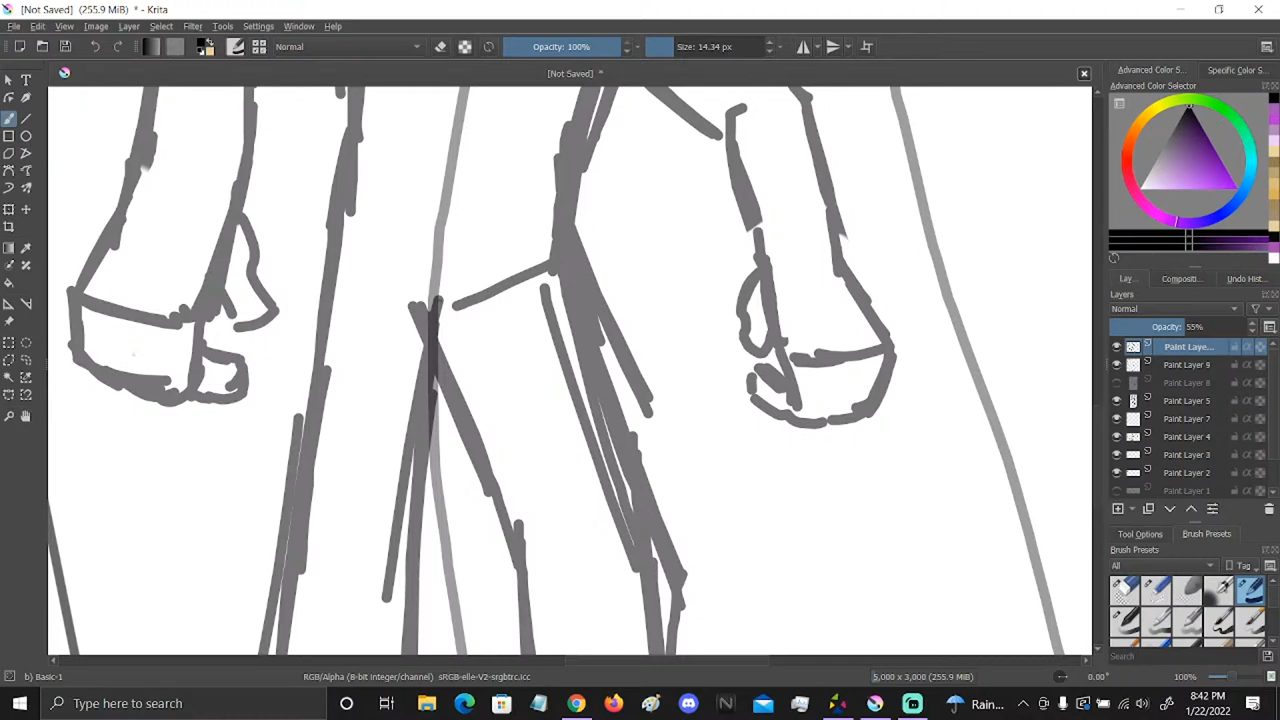 [Not Saved] (255.9 MiB) * - Krita
File Edit View Image Layer Select Filter Tools Settings Window Help
Normal
Opacity: 100%
Size: 14.34 px
[Not Saved] *
Advanced Color S...
Specific Color S...
Advanced Color Selector
Lay...
Compositi...
Undo Hist...
Layers
Normal
Opacity: 55%
Paint Laye...
Paint Layer 9
Paint Layer 8
Paint Layer 5
Paint Layer 7
Paint Layer 4
Paint Layer 3
Paint Layer 2
Paint Layer 1
Tool Options
Brush Presets
Brush Presets
All
Tag
Search
b) Basic-1
RGB/Alpha (8-bit integer/channel) sRGB-elle-V2-srgbtrc.icc
5,000 x 3,000 (255.9 MiB)
0.00°
100%
Type here to search
Rain...
8:42 PM
1/22/2022